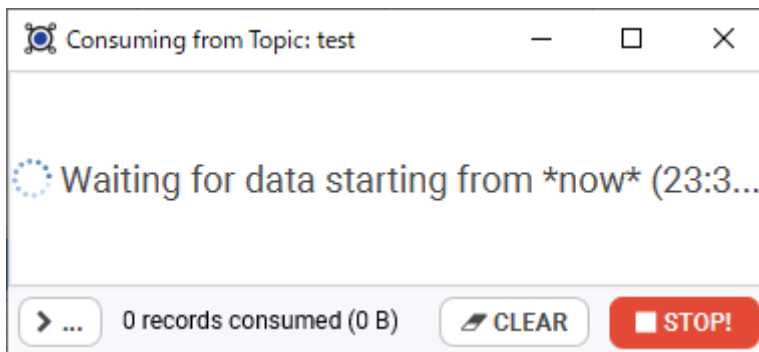 Consuming from Topic: test
Waiting for data starting from *now* (23:3...
... 0 records consumed (0 B) CLEAR STOP!